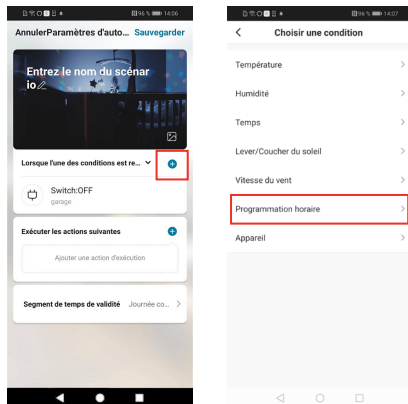 96 % 14:06
AnnulerParamètres d'auto... Sauvegarder
Entrez le nom du scénar
io
Lorsque l'une des conditions est re...
Switch:OFF
garage
Exécuter les actions suivantes
Ajouter une action d'exécution
Segment de temps de validité Journée co...
96 % 14:07
Choisir une condition
Température
Humidité
Temps
Lever/Coucher du soleil
Vitesse du vent
Programmation horaire
Appareil